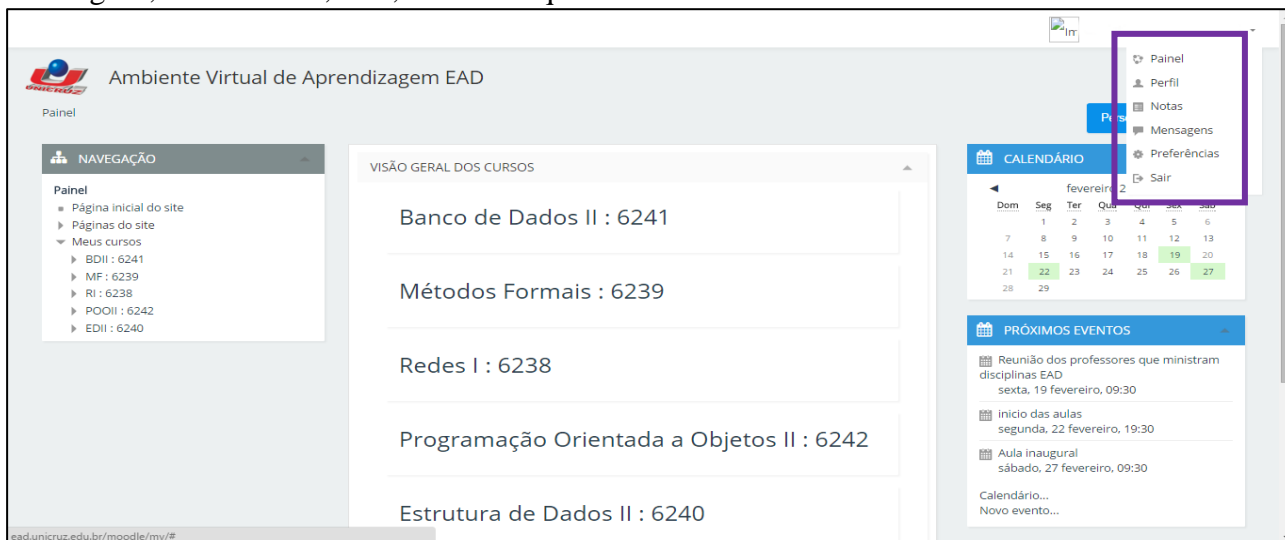 Ambiente Virtual de Aprendizagem EAD
UNICRUZ
Painel
Painel
Perfil
Notas
Mensagens
Preferências
Sair
NAVEGAÇÃO
Painel
Página inicial do site
Páginas do site
Meus cursos
BDII : 6241
MF : 6239
RI : 6238
POOII : 6242
EDII : 6240
VISÃO GERAL DOS CURSOS
Banco de Dados II : 6241
Métodos Formais : 6239
Redes I : 6238
Programação Orientada a Objetos II : 6242
Estrutura de Dados II : 6240
CALENDÁRIO
Dom Seg Ter Qua Qui Sex Sáb
1 2 3 4 5 6
7 8 9 10 11 12 13
14 15 16 17 18 19 20
21 22 23 24 25 26 27
28 29
PRÓXIMOS EVENTOS
Reunião dos professores que ministram
disciplinas EAD
sexta, 19 fevereiro, 09:30
inicio das aulas
segunda, 22 fevereiro, 19:30
Aula inaugural
sábado, 27 fevereiro, 09:30
Calendário...
Novo evento...
ead.unicruz.edu.br/moodle/my/#